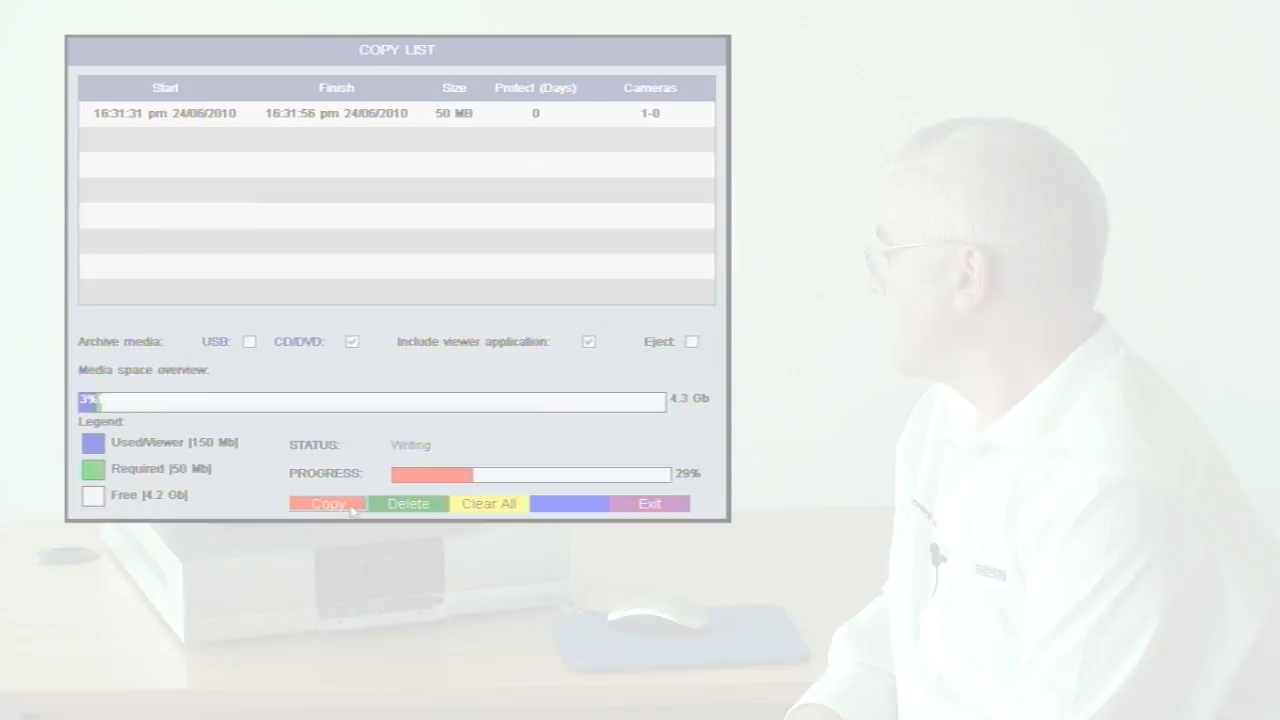 COPY LIST
Start Finish Size Protect (Days) Cameras
16:31:31 pm 24/06/2010 16:31:56 pm 24/06/2010 50 MB 0 1-0
Archive media: USB: CD/DVD: Include viewer application: Eject
Media space overview:
3% 4.3 Gb
Legend:
Used/Viewer [150 Mb] STATUS: Writing
Required [50 Mb] PROGRESS: 29%
Free [4.2 Gb]
Copy Delete Clear All Exit